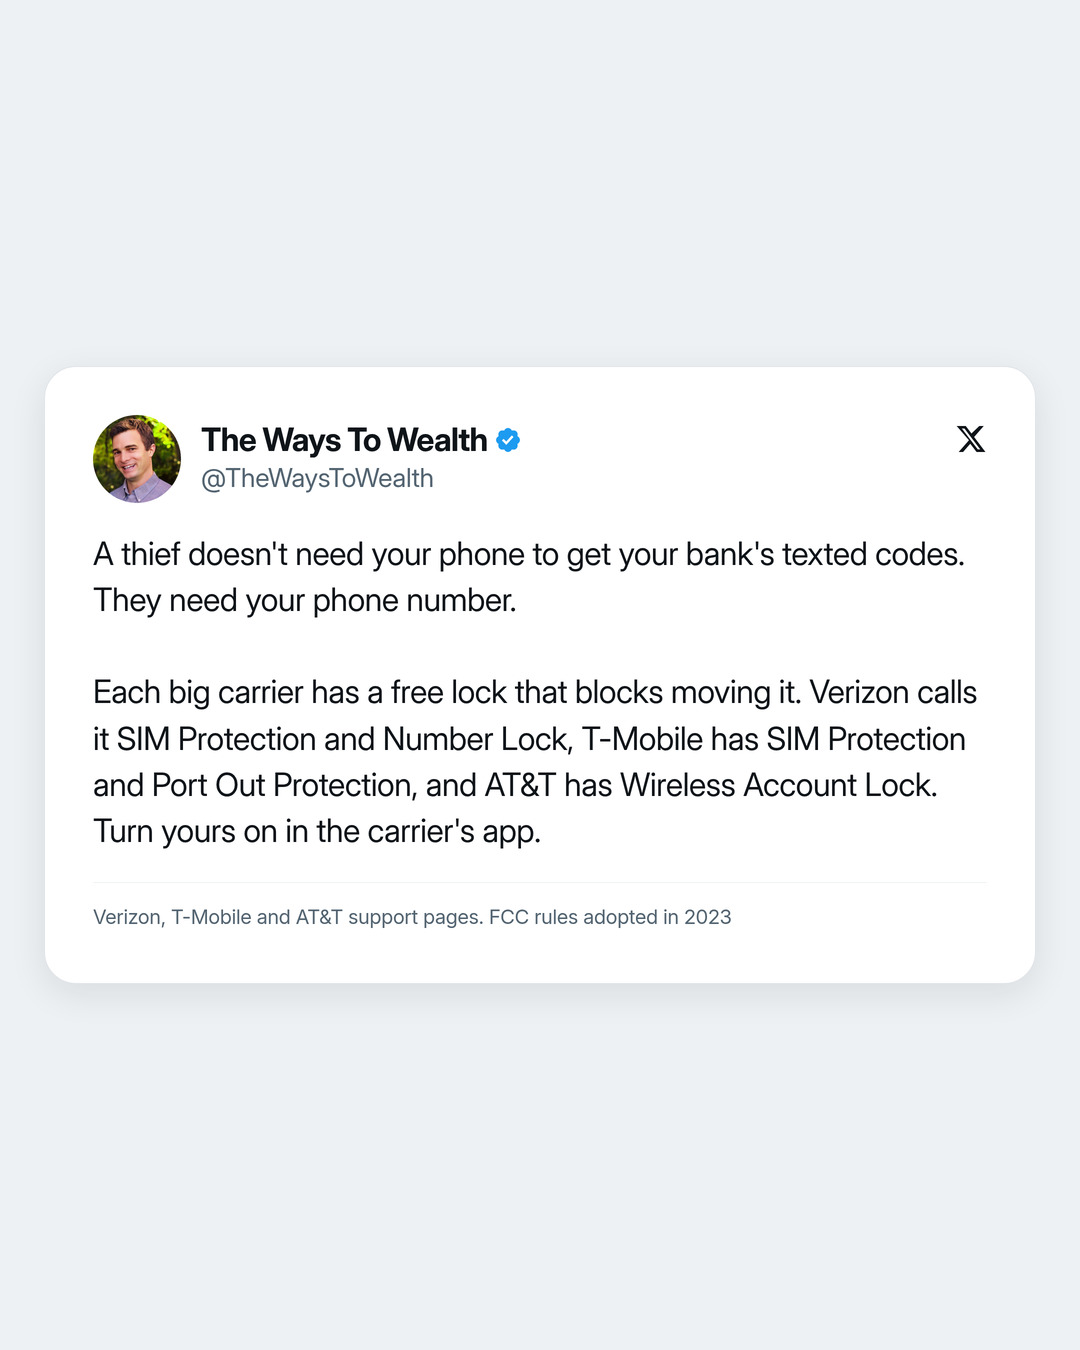 The Ways To Wealth
@TheWaysToWealth
A thief doesn't need your phone to get your bank's texted codes.
They need your phone number.
Each big carrier has a free lock that blocks moving it. Verizon calls
it SIM Protection and Number Lock, T-Mobile has SIM Protection
and Port Out Protection, and AT&T has Wireless Account Lock.
Turn yours on in the carrier's app.
Verizon, T-Mobile and AT&T support pages. FCC rules adopted in 2023